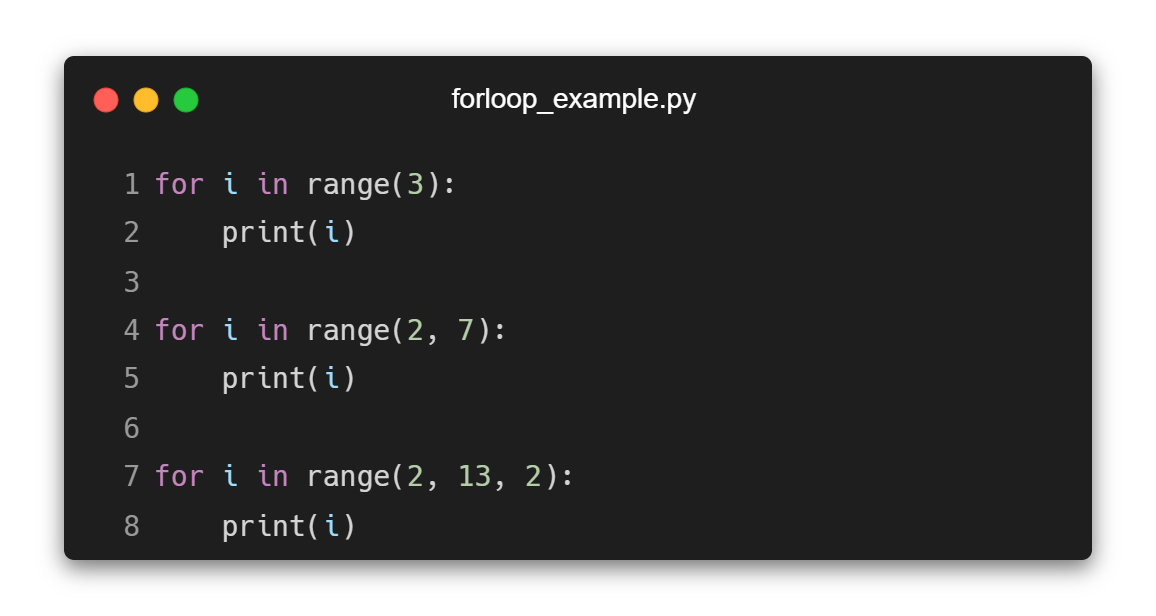 forloop_example.py
1 for i in range(3):
2     print(i)
3
4 for i in range(2, 7):
5     print(i)
6
7 for i in range(2, 13, 2):
8     print(i)